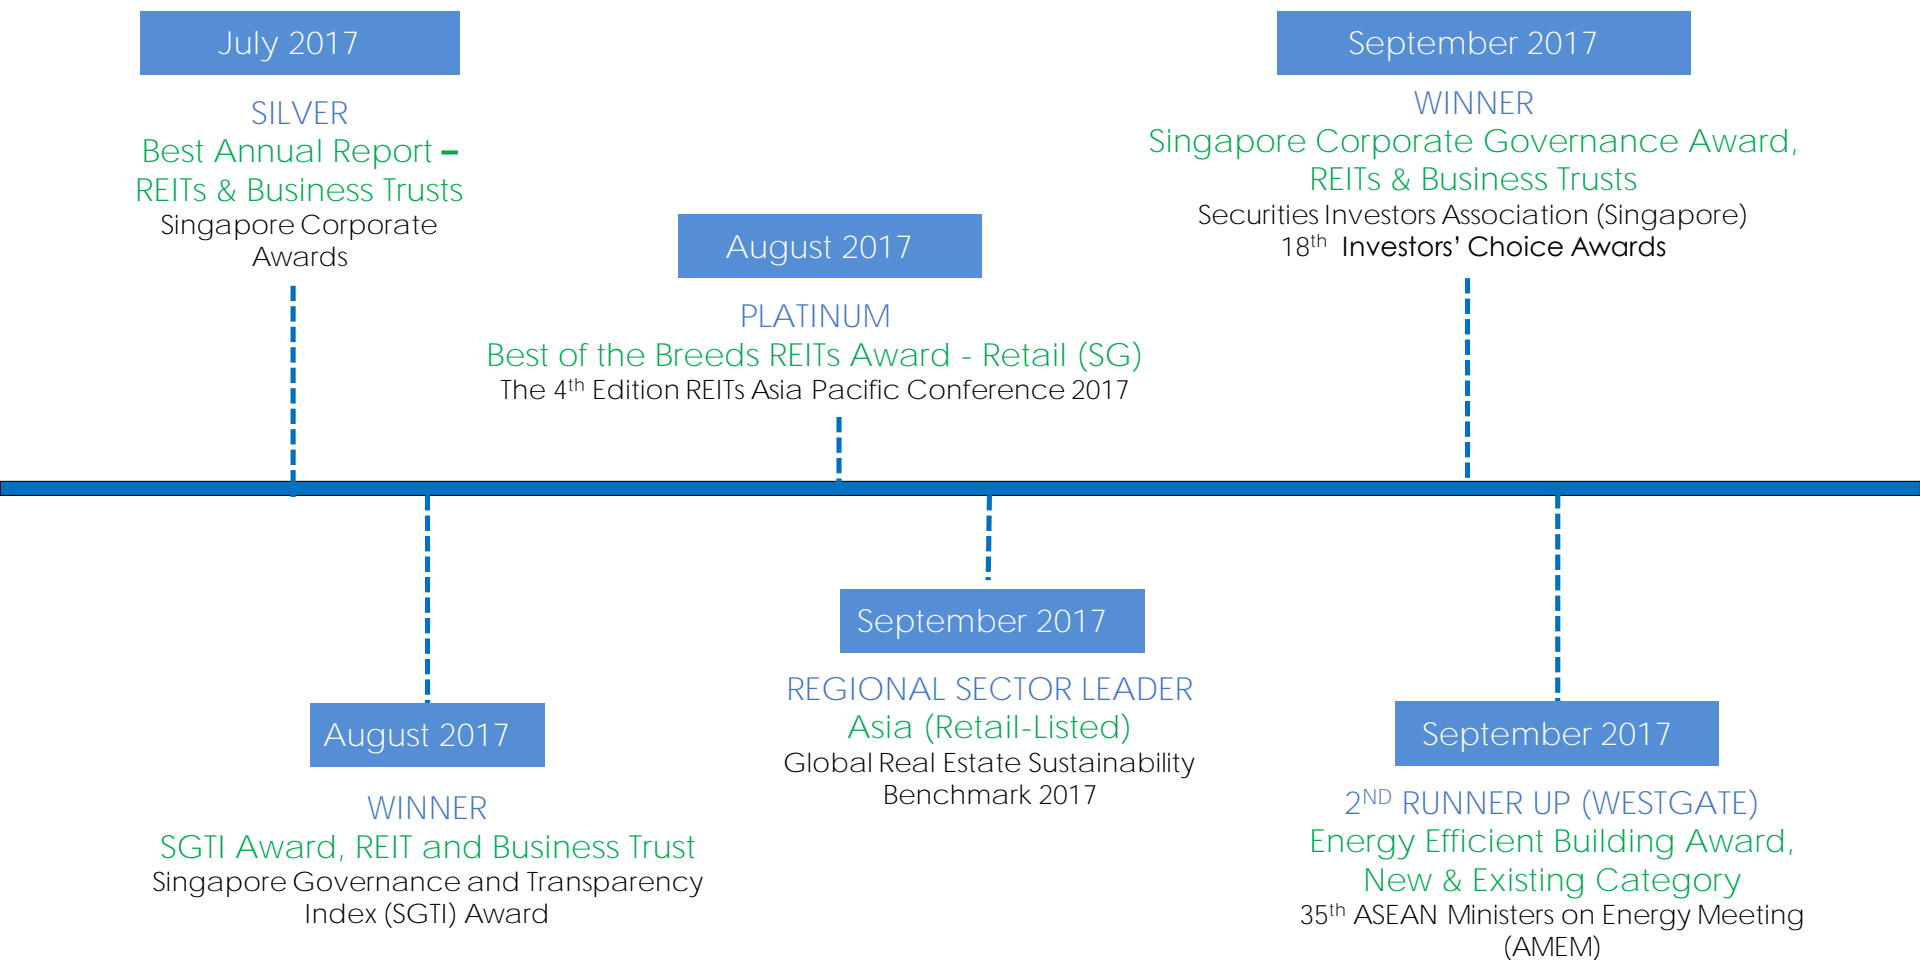 July 2017
SILVER
Best Annual Report –
REITs & Business Trusts
Singapore Corporate
Awards
August 2017
WINNER
SGTI Award, REIT and Business Trust
Singapore Governance and Transparency
Index (SGTI) Award
August 2017
PLATINUM
Best of the Breeds REITs Award - Retail (SG)
The 4th Edition REITs Asia Pacific Conference 2017
September 2017
REGIONAL SECTOR LEADER
Asia (Retail-Listed)
Global Real Estate Sustainability
Benchmark 2017
September 2017
WINNER
Singapore Corporate Governance Award,
REITs & Business Trusts
Securities Investors Association (Singapore)
18th Investors’ Choice Awards
September 2017
2ND RUNNER UP (WESTGATE)
Energy Efficient Building Award,
New & Existing Category
35th ASEAN Ministers on Energy Meeting
(AMEM)